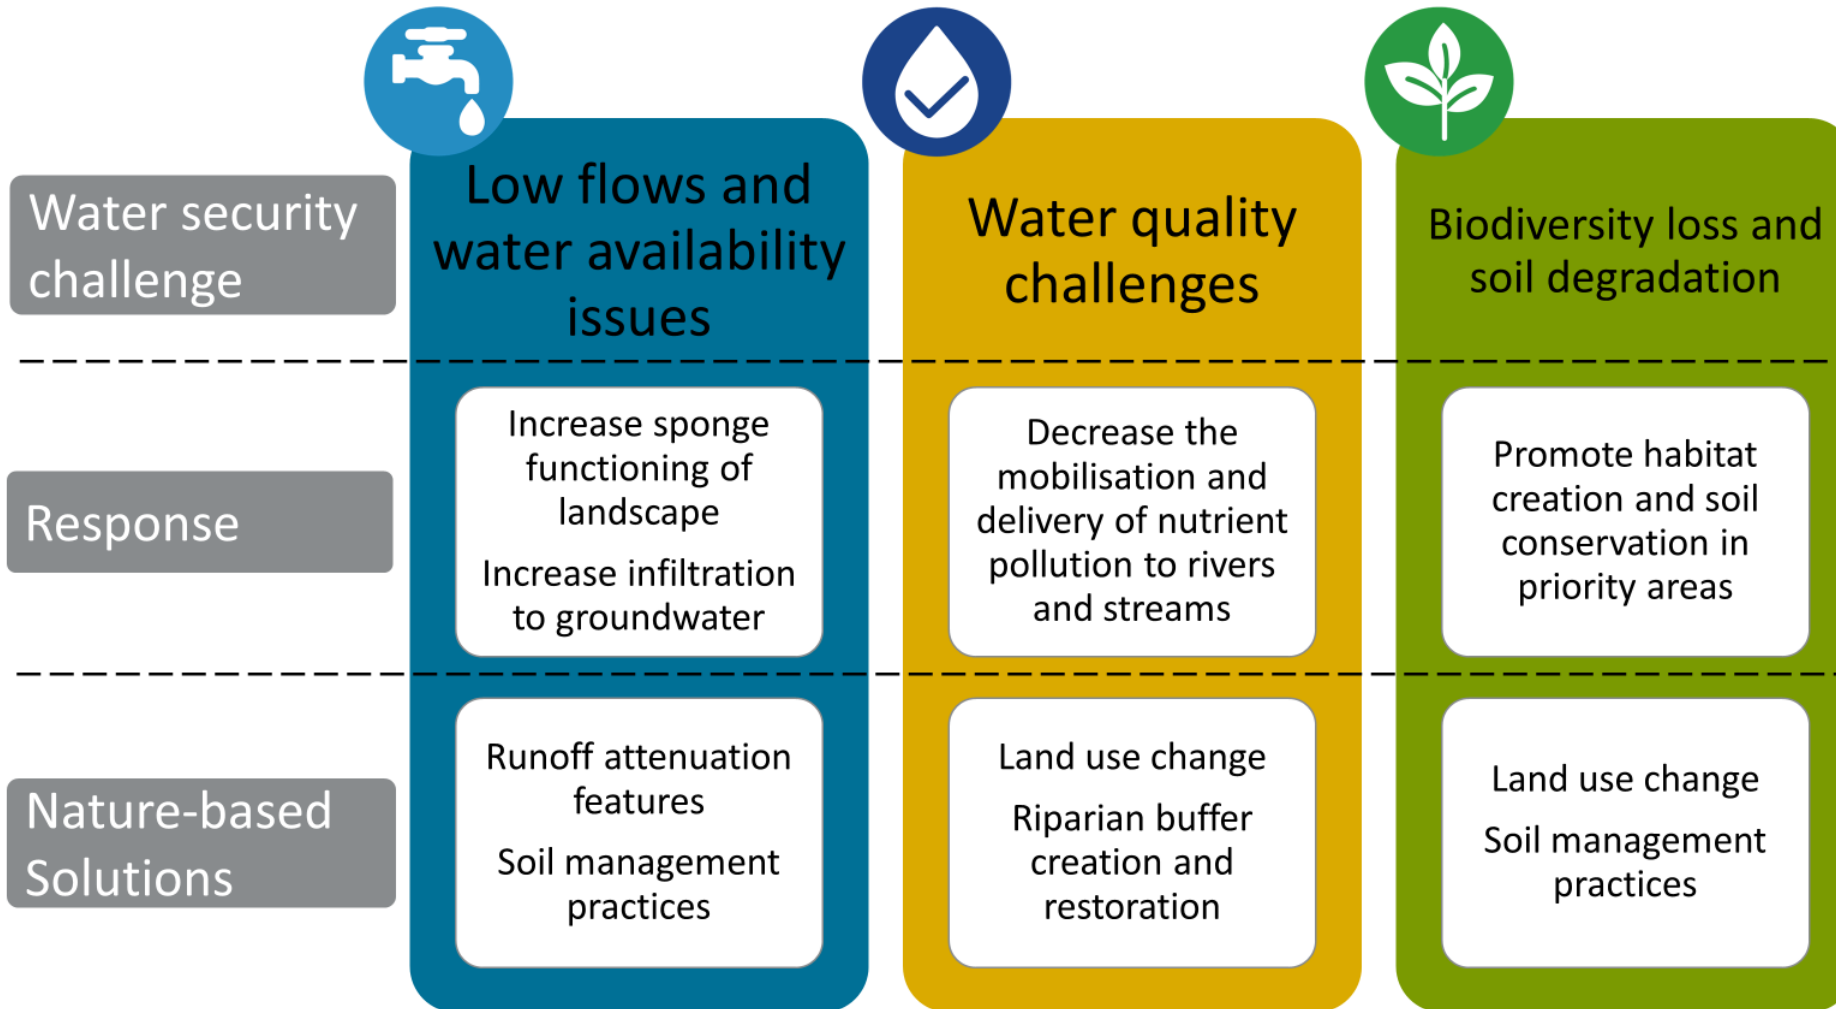 Water security
challenge
Low flows and
water availability
issues
Water quality
challenges
Biodiversity loss and
soil degradation
Response
Increase sponge
functioning of
landscape
Increase infiltration
to groundwater
Decrease the
mobilisation and
delivery of nutrient
pollution to rivers
and streams
Promote habitat
creation and soil
conservation in
priority areas
Nature-based
Solutions
Runoff attenuation
features
Soil management
practices
Land use change
Riparian buffer
creation and
restoration
Land use change
Soil management
practices